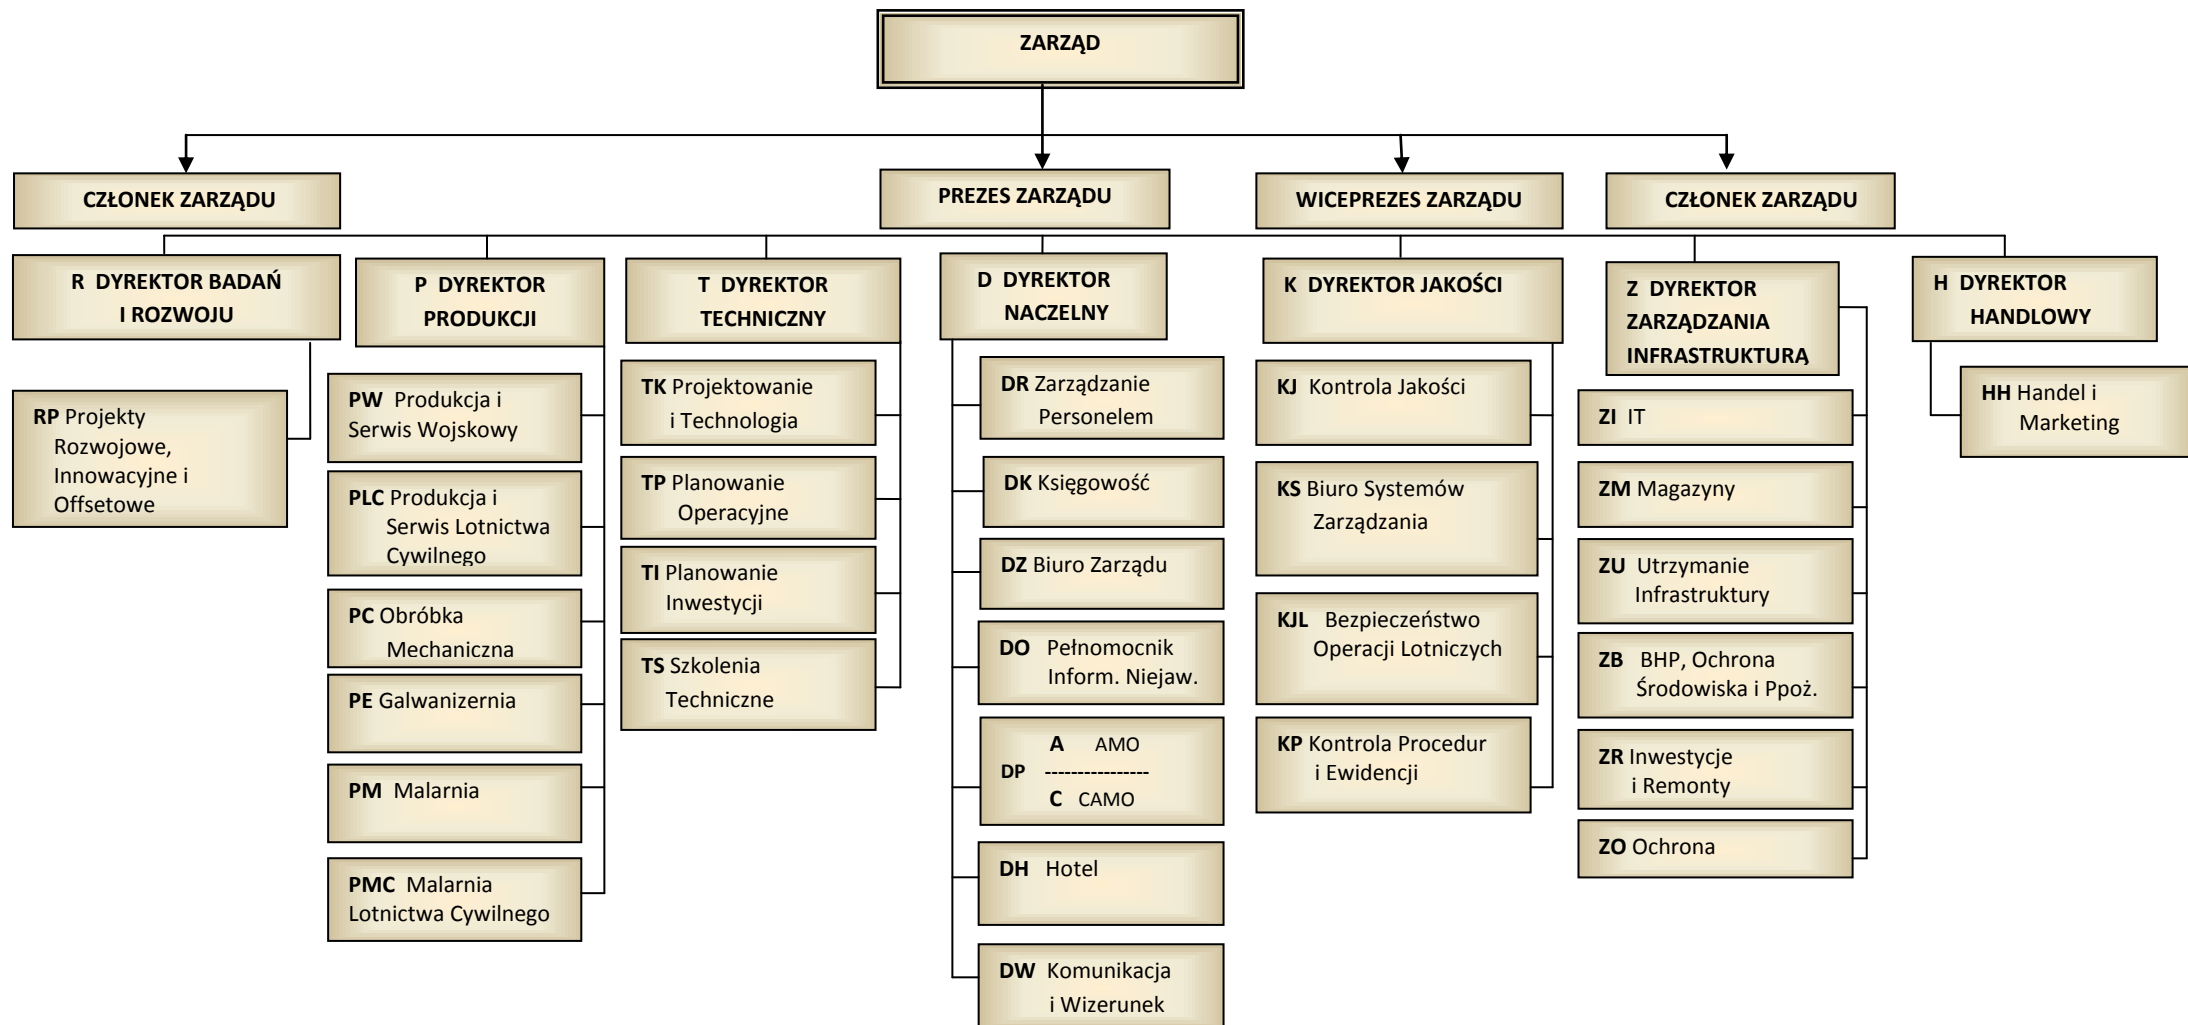 ZARZĄD
CZŁONEK ZARZĄDU
PREZES ZARZĄDU
WICEPREZES ZARZĄDU
CZŁONEK ZARZĄDU
R DYREKTOR BADAŃ
I ROZWOJU
RP Projekty
Rozwojowe,
Innowacyjne i
Offsetowe
P DYREKTOR
PRODUKCJI
PW Produkcja i
Serwis Wojskowy
PLC Produkcja i
Serwis Lotnictwa
Cywilnego
PC Obróbka
Mechaniczna
PE Galwanizernia
PM Malarnia
PMC Malarnia
Lotnictwa Cywilnego
T DYREKTOR
TECHNICZNY
TK Projektowanie
i Technologia
TP Planowanie
Operacyjne
TI Planowanie
Inwestycji
TS Szkolenia
Techniczne
D DYREKTOR
NACZELNY
DR Zarządzanie
Personelem
DK Księgowość
DZ Biuro Zarządu
DO Pełnomocnik
Inform. Niejaw.
A AMO
DP ----------------
C CAMO
DH Hotel
DW Komunikacja
i Wizerunek
K DYREKTOR JAKOŚCI
KJ Kontrola Jakości
KS Biuro Systemów
Zarządzania
KJL Bezpieczeństwo
Operacji Lotniczych
KP Kontrola Procedur
i Ewidencji
Z DYREKTOR
ZARZĄDZANIA
INFRASTRUKTURĄ
ZI IT
ZM Magazyny
ZU Utrzymanie
Infrastruktury
ZB BHP, Ochrona
Środowiska i Ppoż.
ZR Inwestycje
i Remonty
ZO Ochrona
H DYREKTOR
HANDLOWY
HH Handel i
Marketing